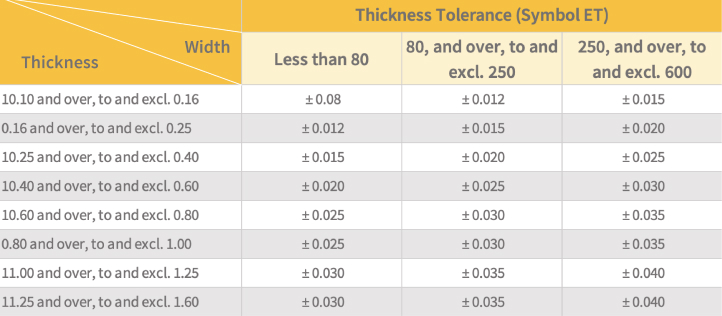 Thickness Tolerance (Symbol ET)
Width
Thickness
Less than 80
80, and over, to and
excl. 250
250, and over, to
and excl. 600
10.10 and over, to and excl. 0.16 ± 0.08 ± 0.012 ± 0.015
0.16 and over, to and excl. 0.25 ± 0.012 ± 0.015 ± 0.020
10.25 and over, to and excl. 0.40 ± 0.015 ± 0.020 ± 0.025
10.40 and over, to and excl. 0.60 ± 0.020 ± 0.025 ± 0.030
10.60 and over, to and excl. 0.80 ± 0.025 ± 0.030 ± 0.035
0.80 and over, to and excl. 1.00 ± 0.025 ± 0.030 ± 0.035
11.00 and over, to and excl. 1.25 ± 0.030 ± 0.035 ± 0.040
11.25 and over, to and excl. 1.60 ± 0.030 ± 0.035 ± 0.040